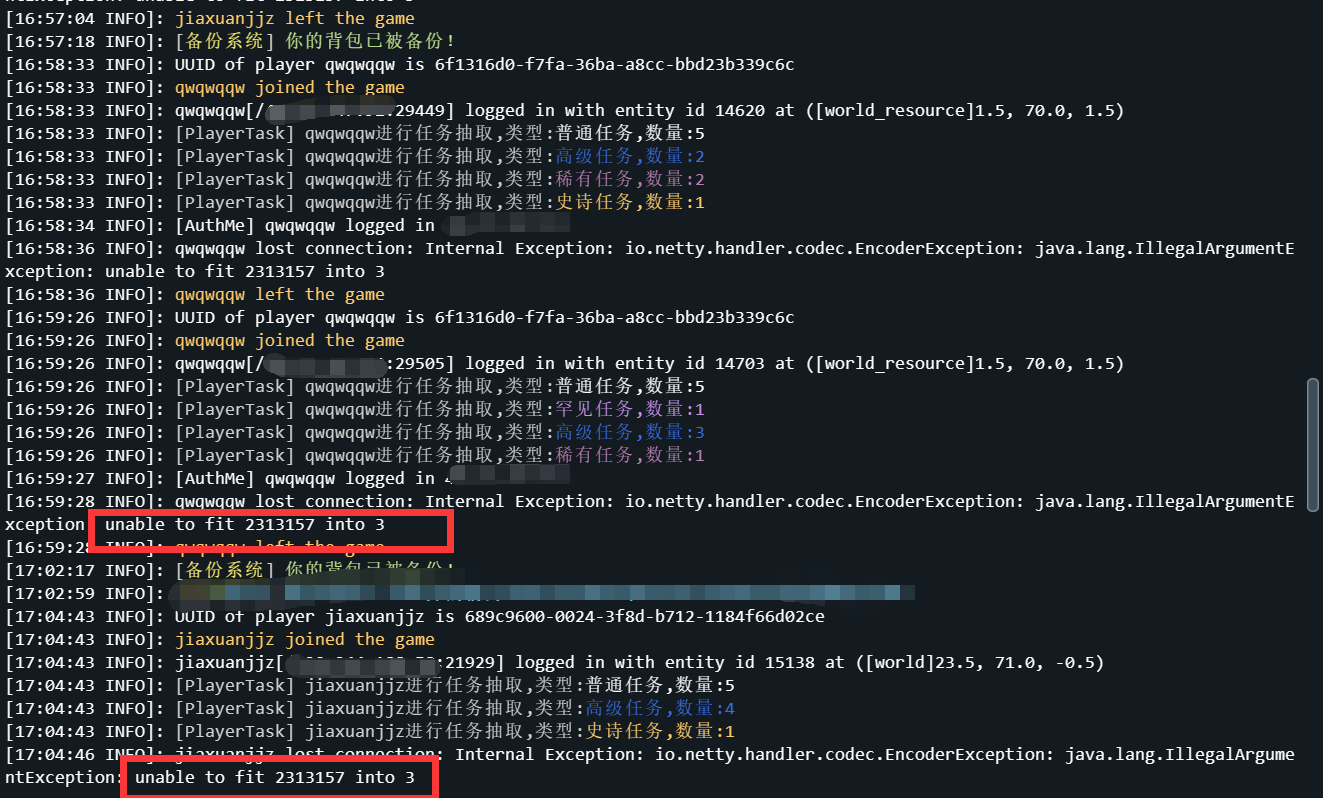 [16:57:04 INFO]: jiaxuanjjz left the game
[16:57:18 INFO]: [备份系统] 你的背包已被备份!
[16:58:33 INFO]: UUID of player qwqwqqw is 6f1316d0-f7fa-36ba-a8cc-bbd23b339c6c
[16:58:33 INFO]: qwqwqqw joined the game
[16:58:33 INFO]: qwqwqqw[/ :29449] logged in with entity id 14620 at ([world_resource]1.5, 70.0, 1.5)
[16:58:33 INFO]: [PlayerTask] qwqwqqw进行任务抽取,类型:普通任务,数量:5
[16:58:33 INFO]: [PlayerTask] qwqwqqw进行任务抽取,类型:高级任务,数量:2
[16:58:33 INFO]: [PlayerTask] qwqwqqw进行任务抽取,类型:稀有任务,数量:2
[16:58:33 INFO]: [PlayerTask] qwqwqqw进行任务抽取,类型:史诗任务,数量:1
[16:58:34 INFO]: [AuthMe] qwqwqqw logged in
[16:58:36 INFO]: qwqwqqw lost connection: Internal Exception: io.netty.handler.codec.EncoderException: java.lang.IllegalArgumentE
xception: unable to fit 2313157 into 3
[16:58:36 INFO]: qwqwqqw left the game
[16:59:26 INFO]: UUID of player qwqwqqw is 6f1316d0-f7fa-36ba-a8cc-bbd23b339c6c
[16:59:26 INFO]: qwqwqqw joined the game
[16:59:26 INFO]: qwqwqqw[/ :29505] logged in with entity id 14703 at ([world_resource]1.5, 70.0, 1.5)
[16:59:26 INFO]: [PlayerTask] qwqwqqw进行任务抽取,类型:普通任务,数量:5
[16:59:26 INFO]: [PlayerTask] qwqwqqw进行任务抽取,类型:罕见任务,数量:1
[16:59:26 INFO]: [PlayerTask] qwqwqqw进行任务抽取,类型:高级任务,数量:3
[16:59:26 INFO]: [PlayerTask] qwqwqqw进行任务抽取,类型:稀有任务,数量:1
[16:59:27 INFO]: [AuthMe] qwqwqqw logged in
[16:59:28 INFO]: qwqwqqw lost connection: Internal Exception: io.netty.handler.codec.EncoderException: java.lang.IllegalArgumentE
xception unable to fit 2313157 into 3
[16:59:28 INFO]: qwqwqqw left the game
[17:02:17 INFO]: [备份系统] 你的背包已被备份!
[17:02:59 INFO]:
[17:04:43 INFO]: UUID of player jiaxuanjjz is 689c9600-0024-3f8d-b712-1184f66d02ce
[17:04:43 INFO]: jiaxuanjjz joined the game
[17:04:43 INFO]: jiaxuanjjz[ :21929] logged in with entity id 15138 at ([world]23.5, 71.0, -0.5)
[17:04:43 INFO]: [PlayerTask] jiaxuanjjz进行任务抽取,类型:普通任务,数量:5
[17:04:43 INFO]: [PlayerTask] jiaxuanjjz进行任务抽取,类型:高级任务,数量:4
[17:04:43 INFO]: [PlayerTask] jiaxuanjjz进行任务抽取,类型:史诗任务,数量:1
[17:04:46 INFO]: jiaxuanjjz lost connection: Internal Exception: io.netty.handler.codec.EncoderException: java.lang.IllegalArgume
ntException: unable to fit 2313157 into 3